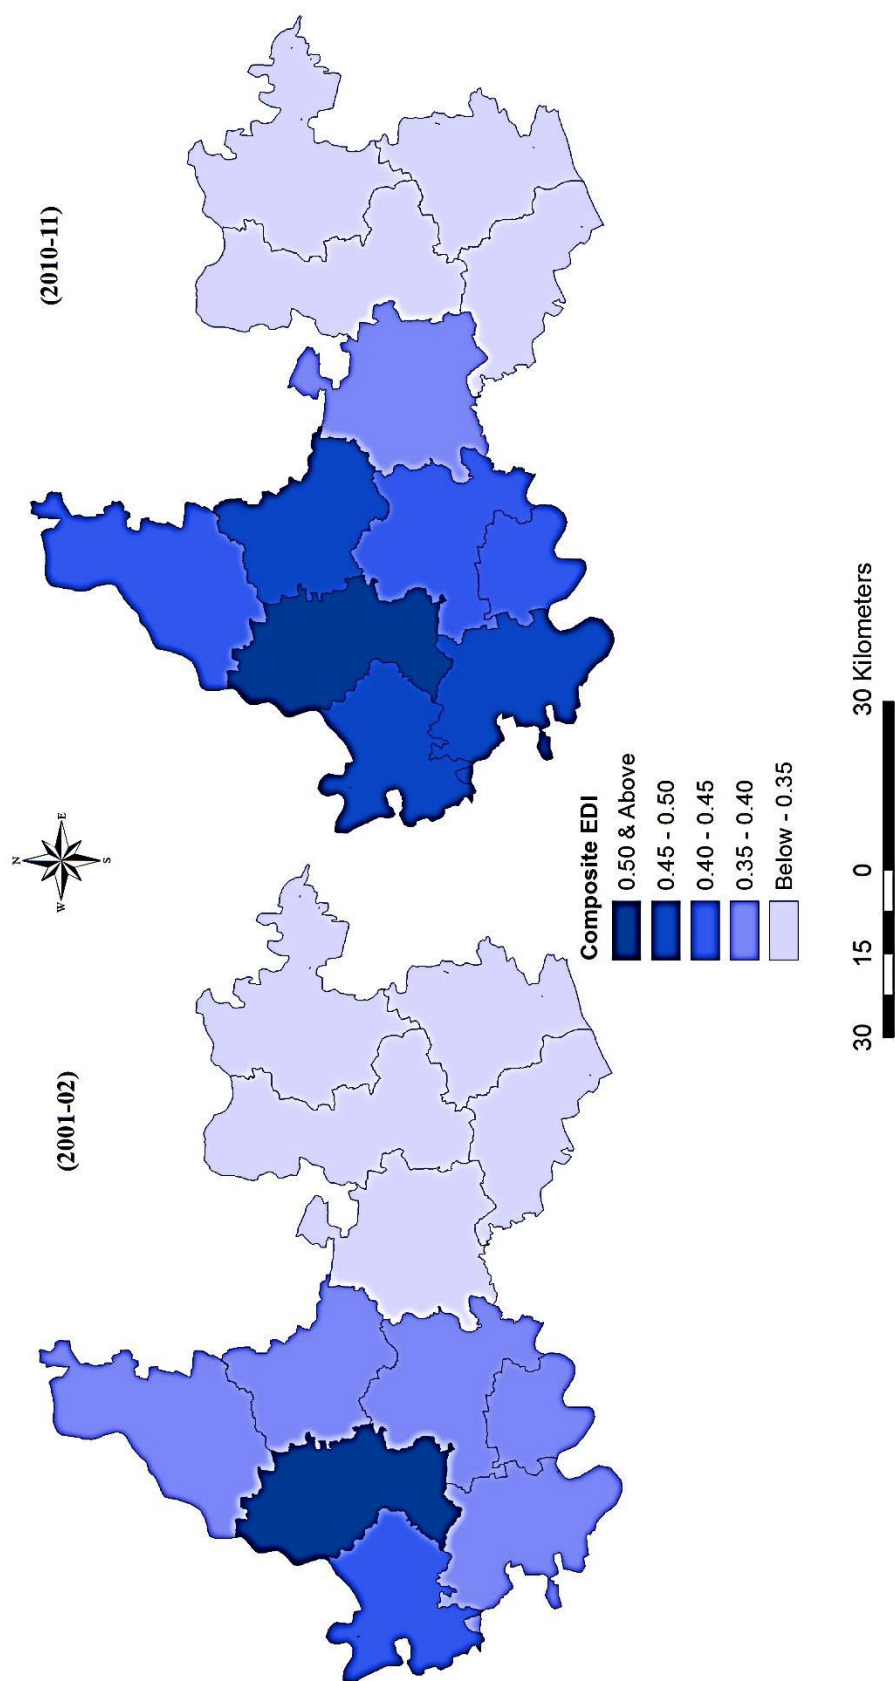 (2001-02)
(2010-11)
N
W
E
S
Composite EDI
0.50 & Above
0.45 - 0.50
0.40 - 0.45
0.35 - 0.40
Below - 0.35
30 15 0 30 Kilometers